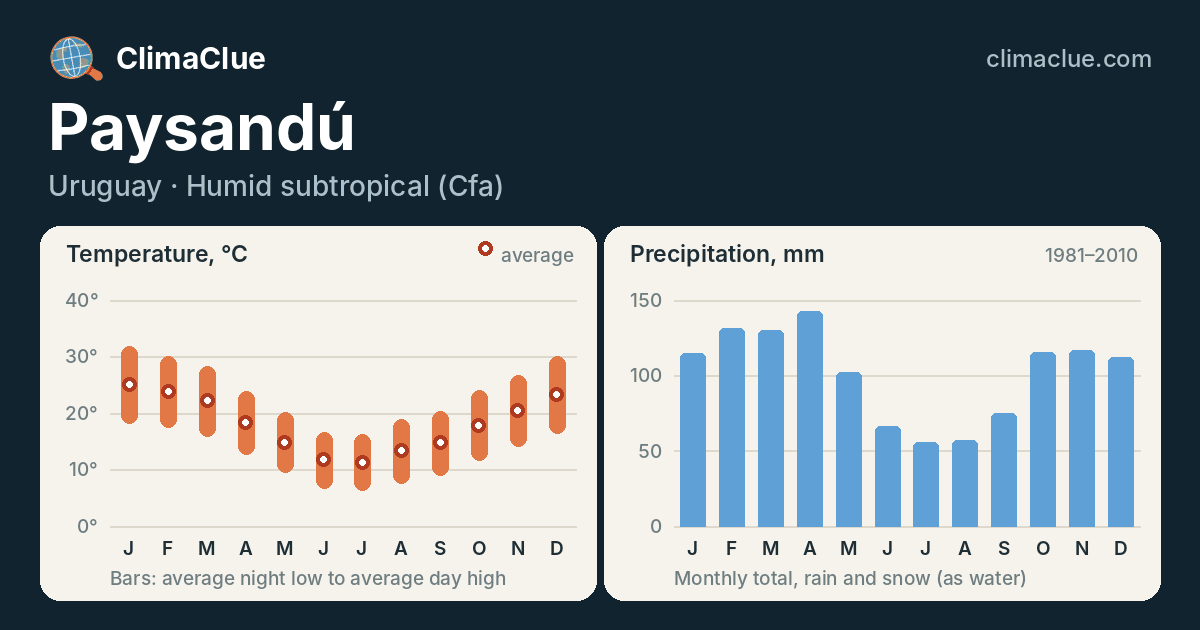 ClimaClue
climaclue.com
Paysandú
Uruguay · Humid subtropical (Cfa)
Temperature, °C
average
40°
30°
20°
10°
0°
J F M A M J J A S O N D
Bars: average night low to average day high
Precipitation, mm
1981–2010
150
100
50
0
J F M A M J J A S O N D
Monthly total, rain and snow (as water)